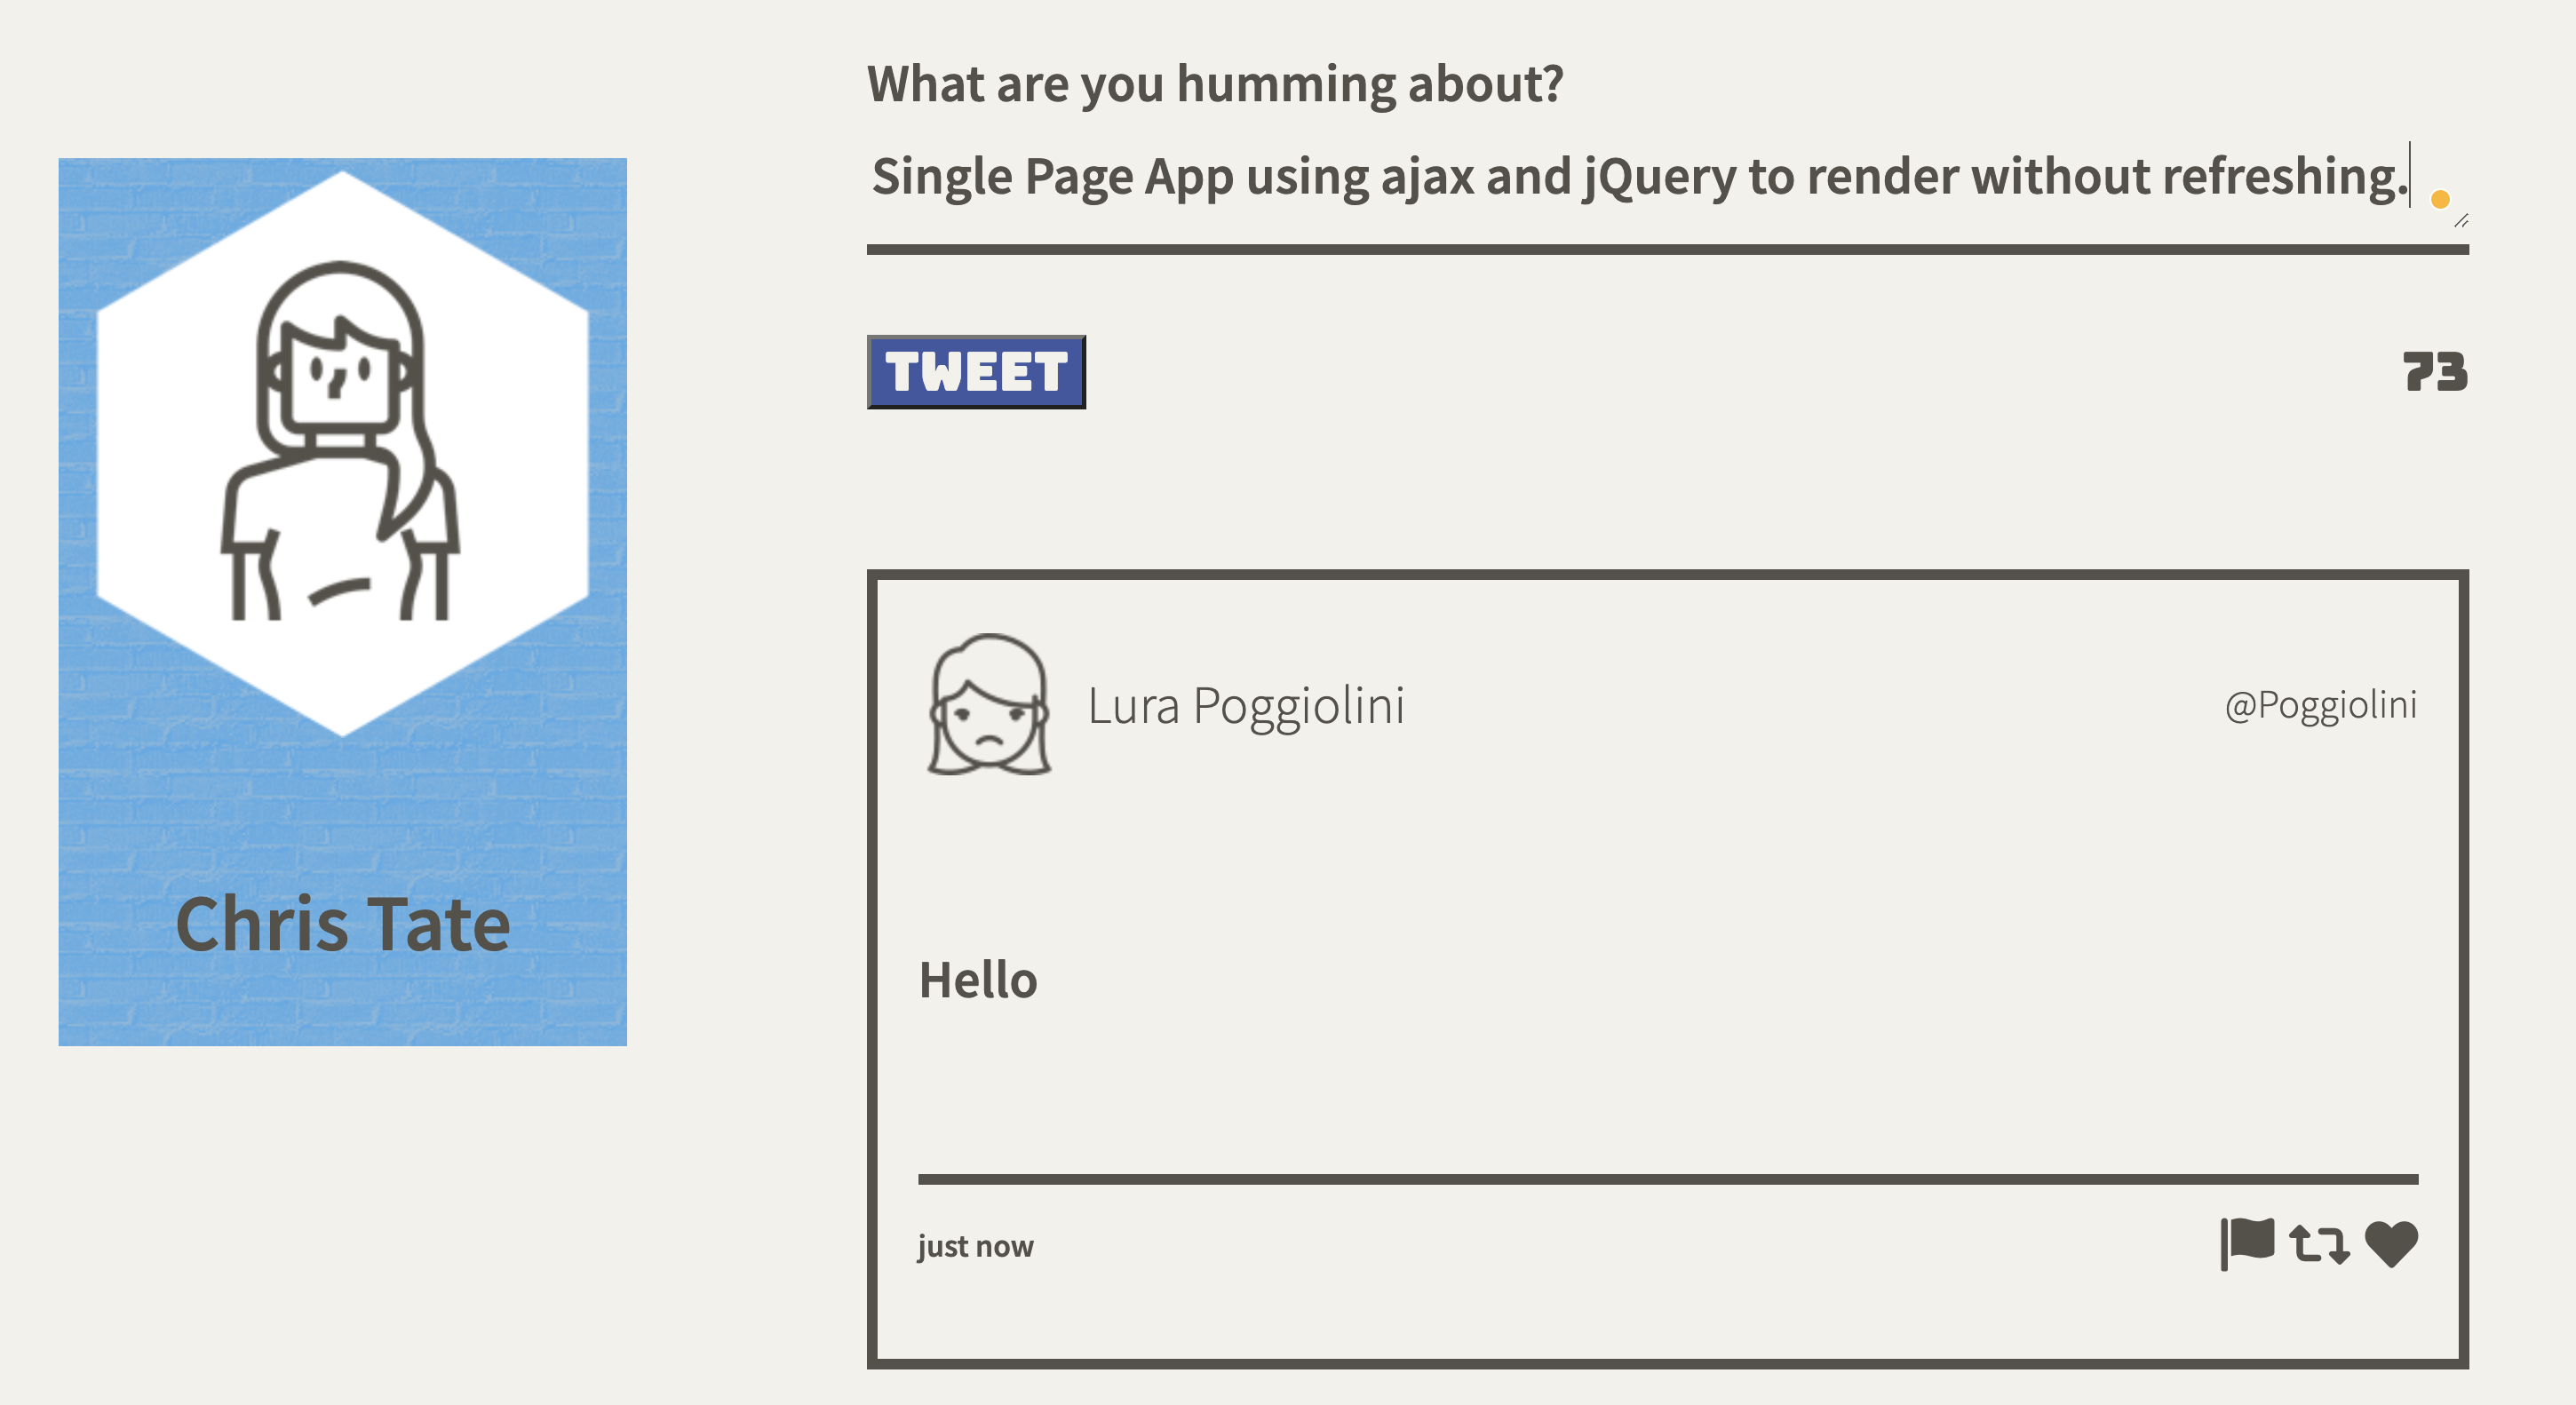 What are you humming about?
Single Page App using ajax and jQuery to render without refreshing.
TWEET
73
Chris Tate
Lura Poggiolini
@Poggiolini
Hello
just now